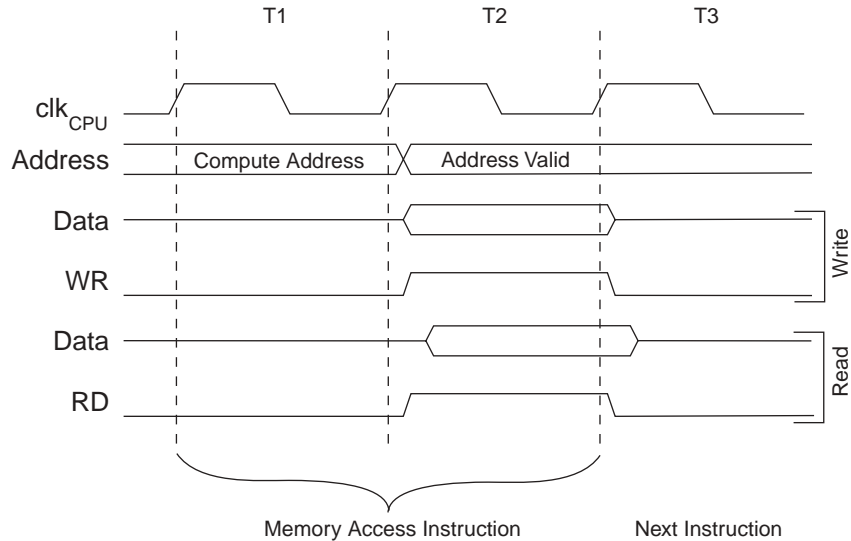 T1 T2 T3
clkCPU
Address Compute Address Address Valid
Data
WR
Write
Data
RD
Read
Memory Access Instruction Next Instruction